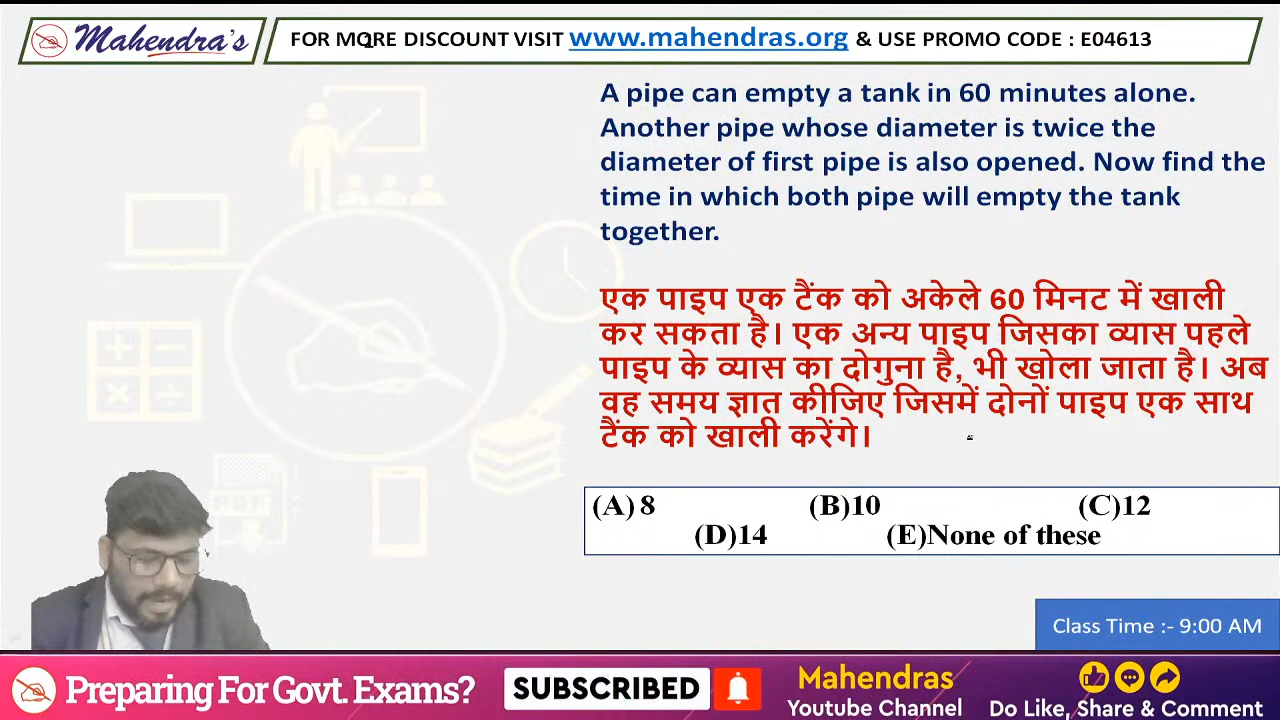 Mahendra's
FOR MORE DISCOUNT VISIT www.mahendras.org & USE PROMO CODE : E04613
A pipe can empty a tank in 60 minutes alone.
Another pipe whose diameter is twice the
diameter of first pipe is also opened. Now find the
time in which both pipe will empty the tank
together.
एक पाइप एक टैंक को अकेले 60 मिनट में खाली
कर सकता है। एक अन्य पाइप जिसका व्यास पहले
पाइप के व्यास का दोगुना है, भी खोला जाता है। अब
वह समय ज्ञात कीजिए जिसमें दोनों पाइप एक साथ
टैंक को खाली करेंगे।
(A) 8 (B)10 (C)12
(D)14 (E)None of these
PDF
Class Time :- 9:00 AM
Preparing For Govt. Exams?
SUBSCRIBED
Mahendras
Youtube Channel
Do Like, Share & Comment